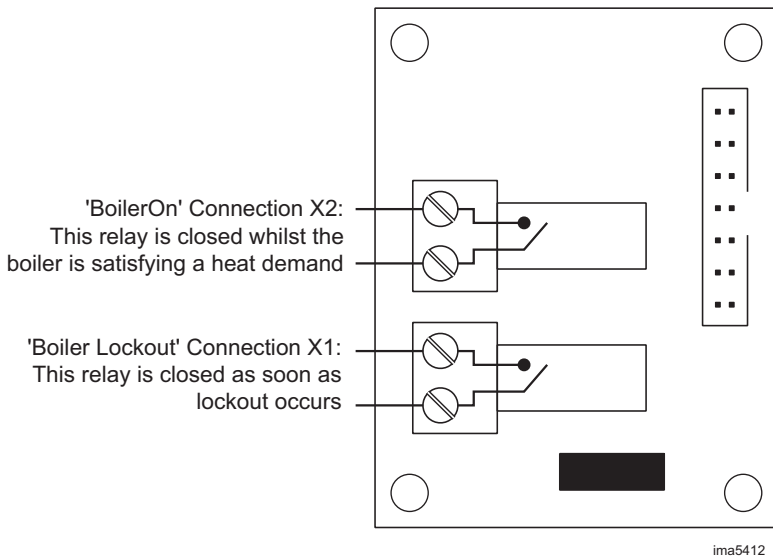 'BoilerOn' Connection X2:
This relay is closed whilst the
boiler is satisfying a heat demand
'Boiler Lockout' Connection X1:
This relay is closed as soon as
lockout occurs
ima5412